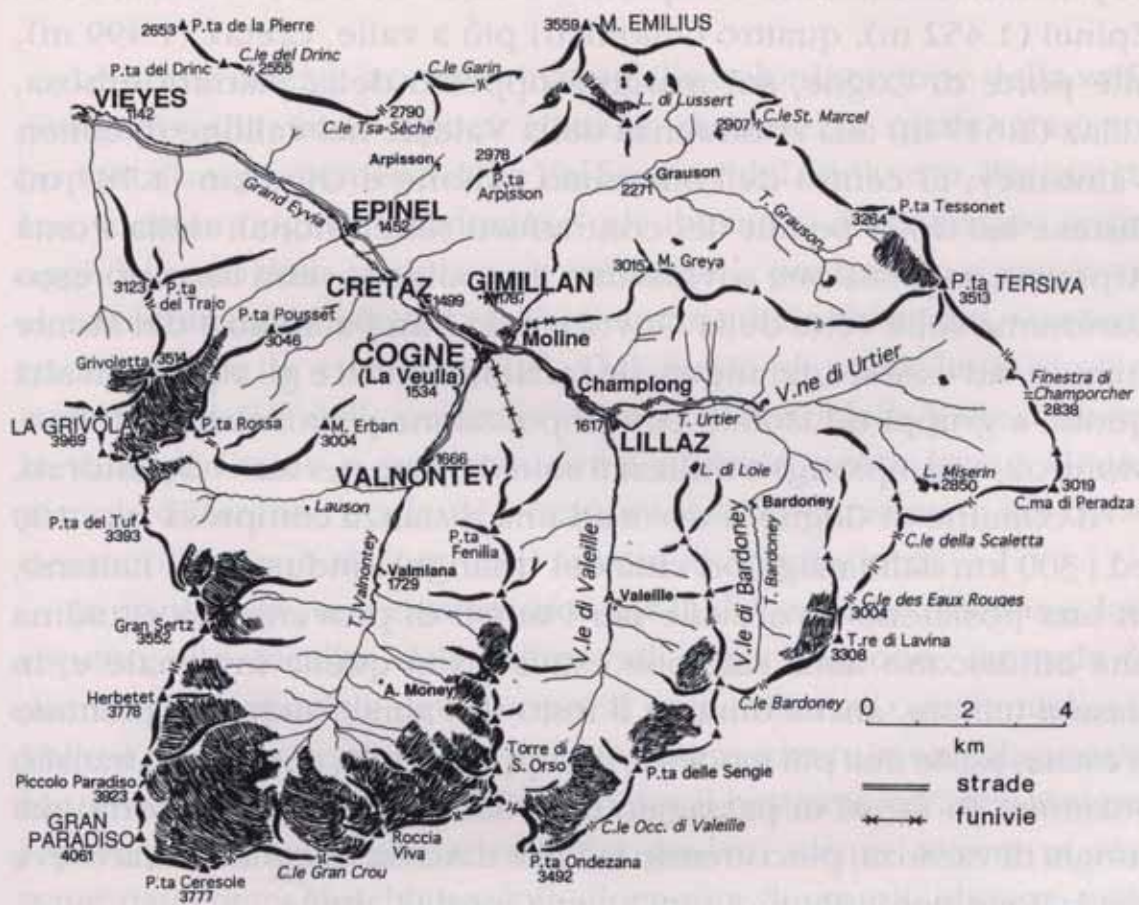 2653
P.ta de la Pierre
3559
M. EMILIUS
P.ta del Drinc
C.le del Drinc
2555
C.le Garin
VIEYES
1142
2790
C.le Tsa-Sèche
L. di Lussert
2907
C.le St. Marcel
Arpisson
2978
P.ta
Arpisson
Grauson
2271
Grand Eyvia
EPINEL
1452
T. Grauson
3264
P.ta Tessonet
3015
M. Greya
3123
P.ta
del Trajo
CRETAZ
1499
GIMILLAN
P.ta TERSIVA
3513
P.ta Pousset
3046
Moline
Grivoletta
3514
COGNE
(La Veulla)
1534
Champlong
V.ne di Urtier
Finestra di
Champorcher
2838
LA GRIVOLA
3969
P.ta Rossa
M. Erban
3004
1617
T. Urtier
LILLAZ
1666
VALNONTEY
L. di Loie
L. Miserin
2850
3019
C.ma di Peradza
Lauson
Bardoney
P.ta del Tuf
3393
P.ta
Fenilia
C.le della Scaletta
Valnontey
Valmiana
1729
V.le di Valeille
Valeille
V.le di Bardoney
T. Bardoney
C.le des Eaux Rouges
3004
Gran Sertz
3552
T.re di Lavina
3308
Herbetet
3778
A. Money
C.le Bardoney
0 2 4
km
Torre di
S. Orso
P.ta delle Sengie
strade
Piccolo Paradiso
3923
funivie
GRAN
PARADISO
4061
Roccia
Viva
C.le Occ. di Valeille
P.ta Ceresole
3777
C.le Gran Crou
P.ta Ondezana
3492